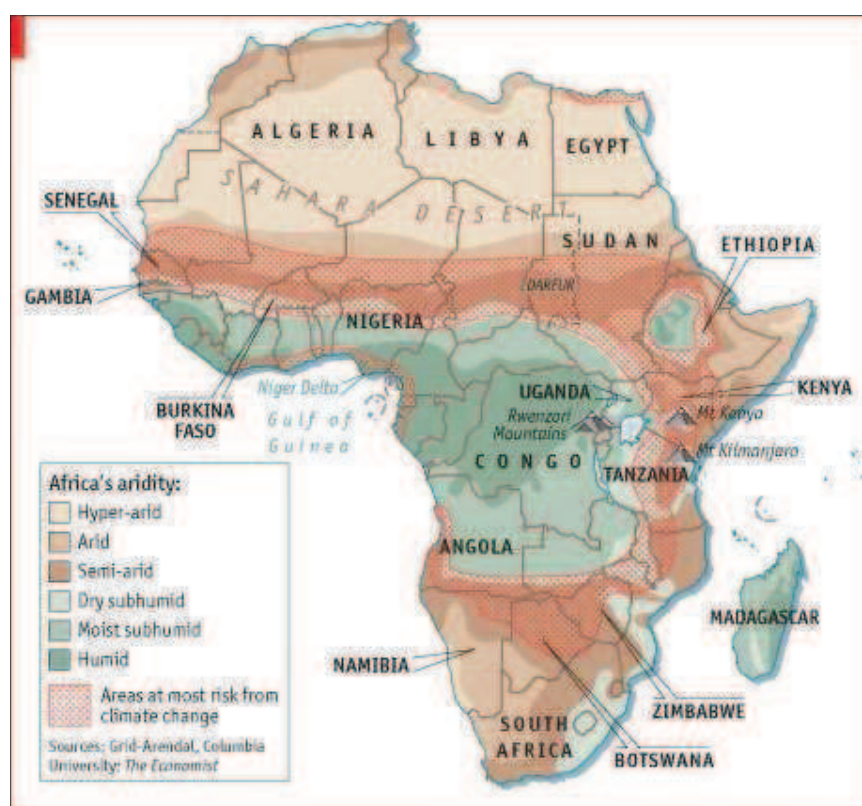 ALGERIA
LIBYA
EGYPT
SAHARA DESERT
SENEGAL
SUDAN
ETHIOPIA
DARFUR
GAMBIA
NIGERIA
KENYA
UGANDA
Niger Delta
BURKINA
FASO
Gulf of
Guinea
Rwenzori
Mountains
Mt Kenya
Mt Kilimanjaro
CONGO
TANZANIA
Africa's aridity:
Hyper-arid
Arid
Semi-arid
Dry subhumid
Moist subhumid
Humid
Areas at most risk from
climate change
Sources: Grid-Arendal, Columbia
University; The Economist
ANGOLA
MADAGASCAR
NAMIBIA
ZIMBABWE
SOUTH
AFRICA
BOTSWANA